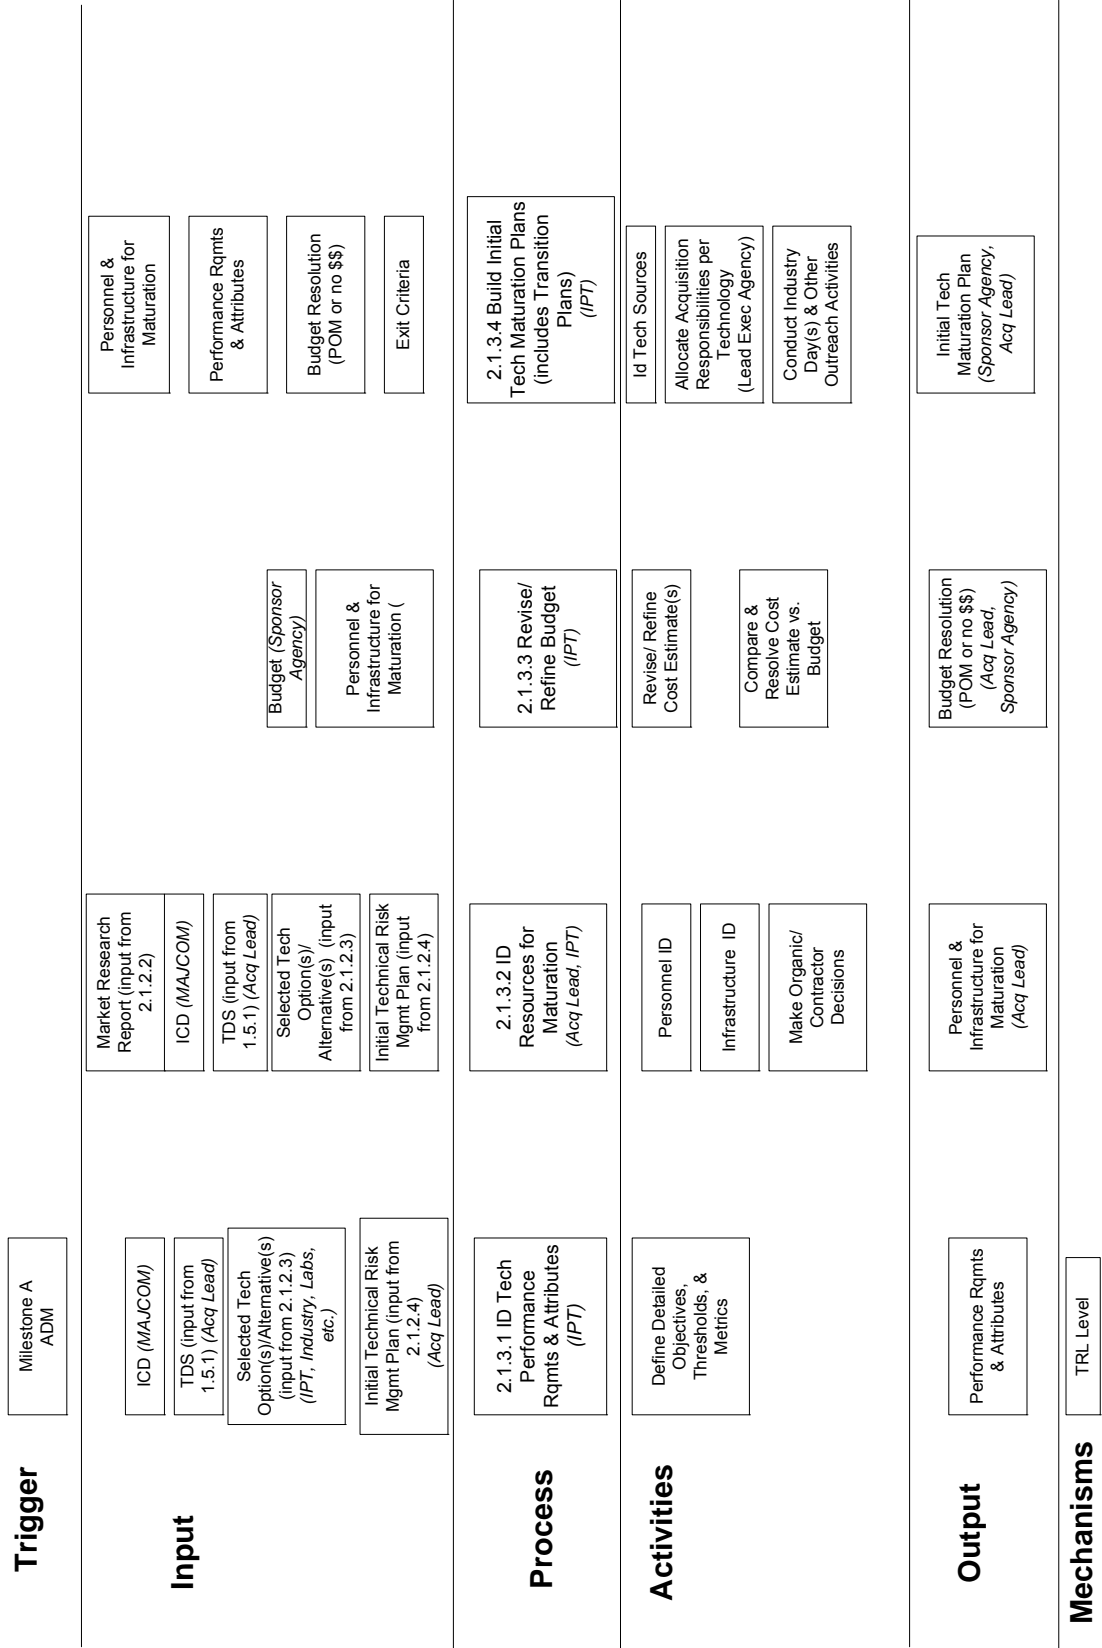 Trigger
Milestone A
ADM
Input
ICD (MAJCOM)
TDS (input from
1.5.1) (Acq Lead)
Selected Tech
Option(s)/Alternative(s)
(input from 2.1.2.3)
(IPT, Industry, Labs,
etc.)
Initial Technical Risk
Mgmt Plan (input from
2.1.2.4)
(Acq Lead)
Market Research
Report (input from
2.1.2.2)
ICD (MAJCOM)
TDS (input from
1.5.1) (Acq Lead)
Selected Tech
Option(s)/
Alternative(s) (input
from 2.1.2.3)
Initial Technical Risk
Mgmt Plan (input
from 2.1.2.4)
Budget (Sponsor
Agency)
Personnel &
Infrastructure for
Maturation (
Personnel &
Infrastructure for
Maturation
Performance Rqmts
& Attributes
Budget Resolution
(POM or no $$)
Exit Criteria
Process
2.1.3.1 ID Tech
Performance
Rqmts & Attributes
(IPT)
2.1.3.2 ID
Resources for
Maturation
(Acq Lead, IPT)
2.1.3.3 Revise/
Refine Budget
(IPT)
2.1.3.4 Build Initial
Tech Maturation Plans
(includes Transition
Plans)
(IPT)
Activities
Define Detailed
Objectives,
Thresholds, &
Metrics
Personnel ID
Infrastructure ID
Make Organic/
Contractor
Decisions
Revise/ Refine
Cost Estimate(s)
Compare &
Resolve Cost
Estimate vs.
Budget
Id Tech Sources
Allocate Acquisition
Responsibilities per
Technology
(Lead Exec Agency)
Conduct Industry
Day(s) & Other
Outreach Activities
Output
Performance Rqmts
& Attributes
Personnel &
Infrastructure for
Maturation
(Acq Lead)
Budget Resolution
(POM or no $$)
(Acq Lead,
Sponsor Agency)
Initial Tech
Maturation Plan
(Sponsor Agency,
Acq Lead)
Mechanisms
TRL Level